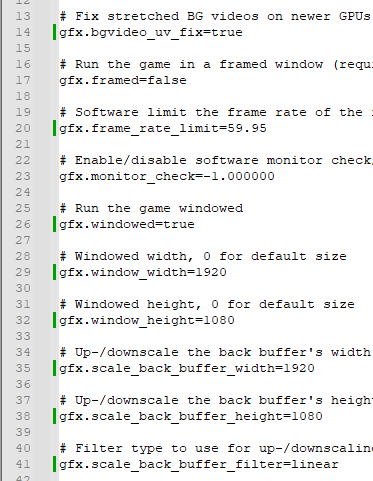 12
13 # Fix stretched BG videos on newer GPUs
14 gfx.bgvideo_uv_fix=true
15
16 # Run the game in a framed window (requ
17 gfx.framed=false
18
19 # Software limit the frame rate of the
20 gfx.frame_rate_limit=59.95
21
22 # Enable/disable software monitor check,
23 gfx.monitor_check=-1.000000
24
25 # Run the game windowed
26 gfx.windowed=true
27
28 # Windowed width, 0 for default size
29 gfx.window_width=1920
30
31 # Windowed height, 0 for default size
32 gfx.window_height=1080
33
34 # Up-/downscale the back buffer's width
35 gfx.scale_back_buffer_width=1920
36
37 # Up-/downscale the back buffer's heigh
38 gfx.scale_back_buffer_height=1080
39
40 # Filter type to use for up-/downscalin
41 gfx.scale_back_buffer_filter=linear
42